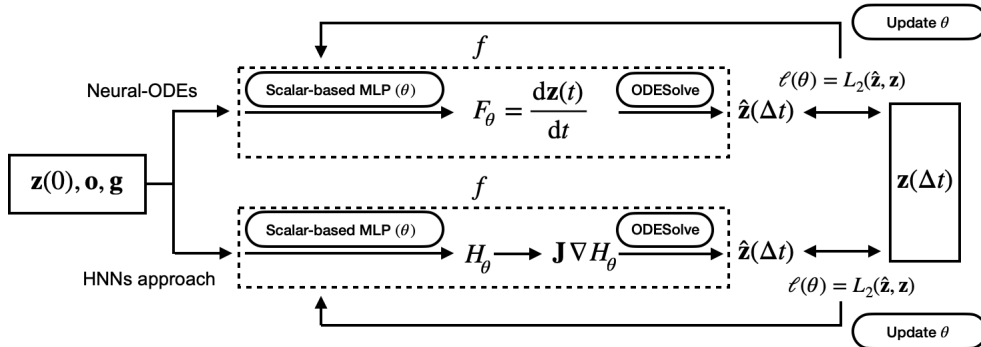 Update θ
f
Neural-ODEs
Scalar-based MLP (θ)
F_θ = dz(t)/dt
ODESolve
ẑ(Δt)
ℓ(θ) = L₂(ẑ, z)
z(0), o, g
z(Δt)
f
HNNs approach
Scalar-based MLP (θ)
H_θ
J∇H_θ
ODESolve
ẑ(Δt)
ℓ(θ) = L₂(ẑ, z)
Update θ